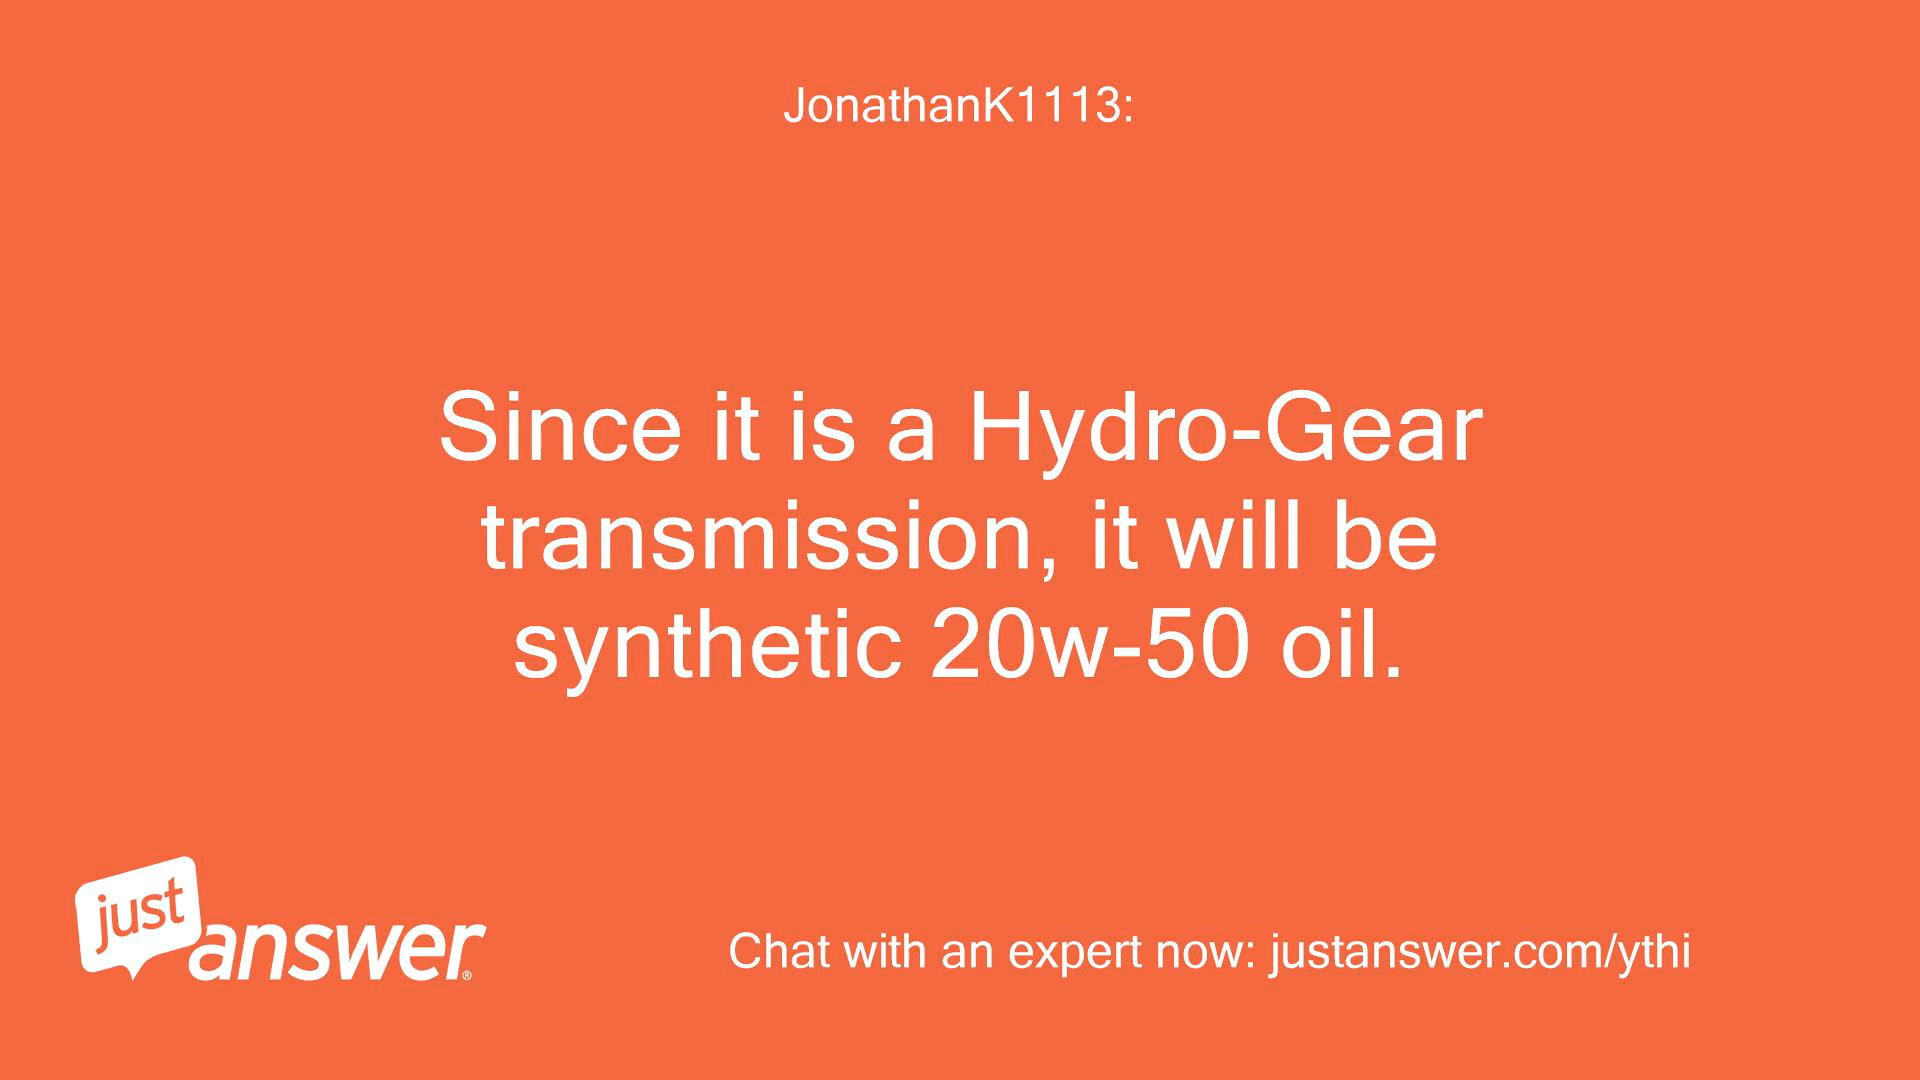 JonathanK1113:
Since it is a Hydro-Gear
transmission, it will be
synthetic 20w-50 oil.
just
answer®
Chat with an expert now: justanswer.com/ythi